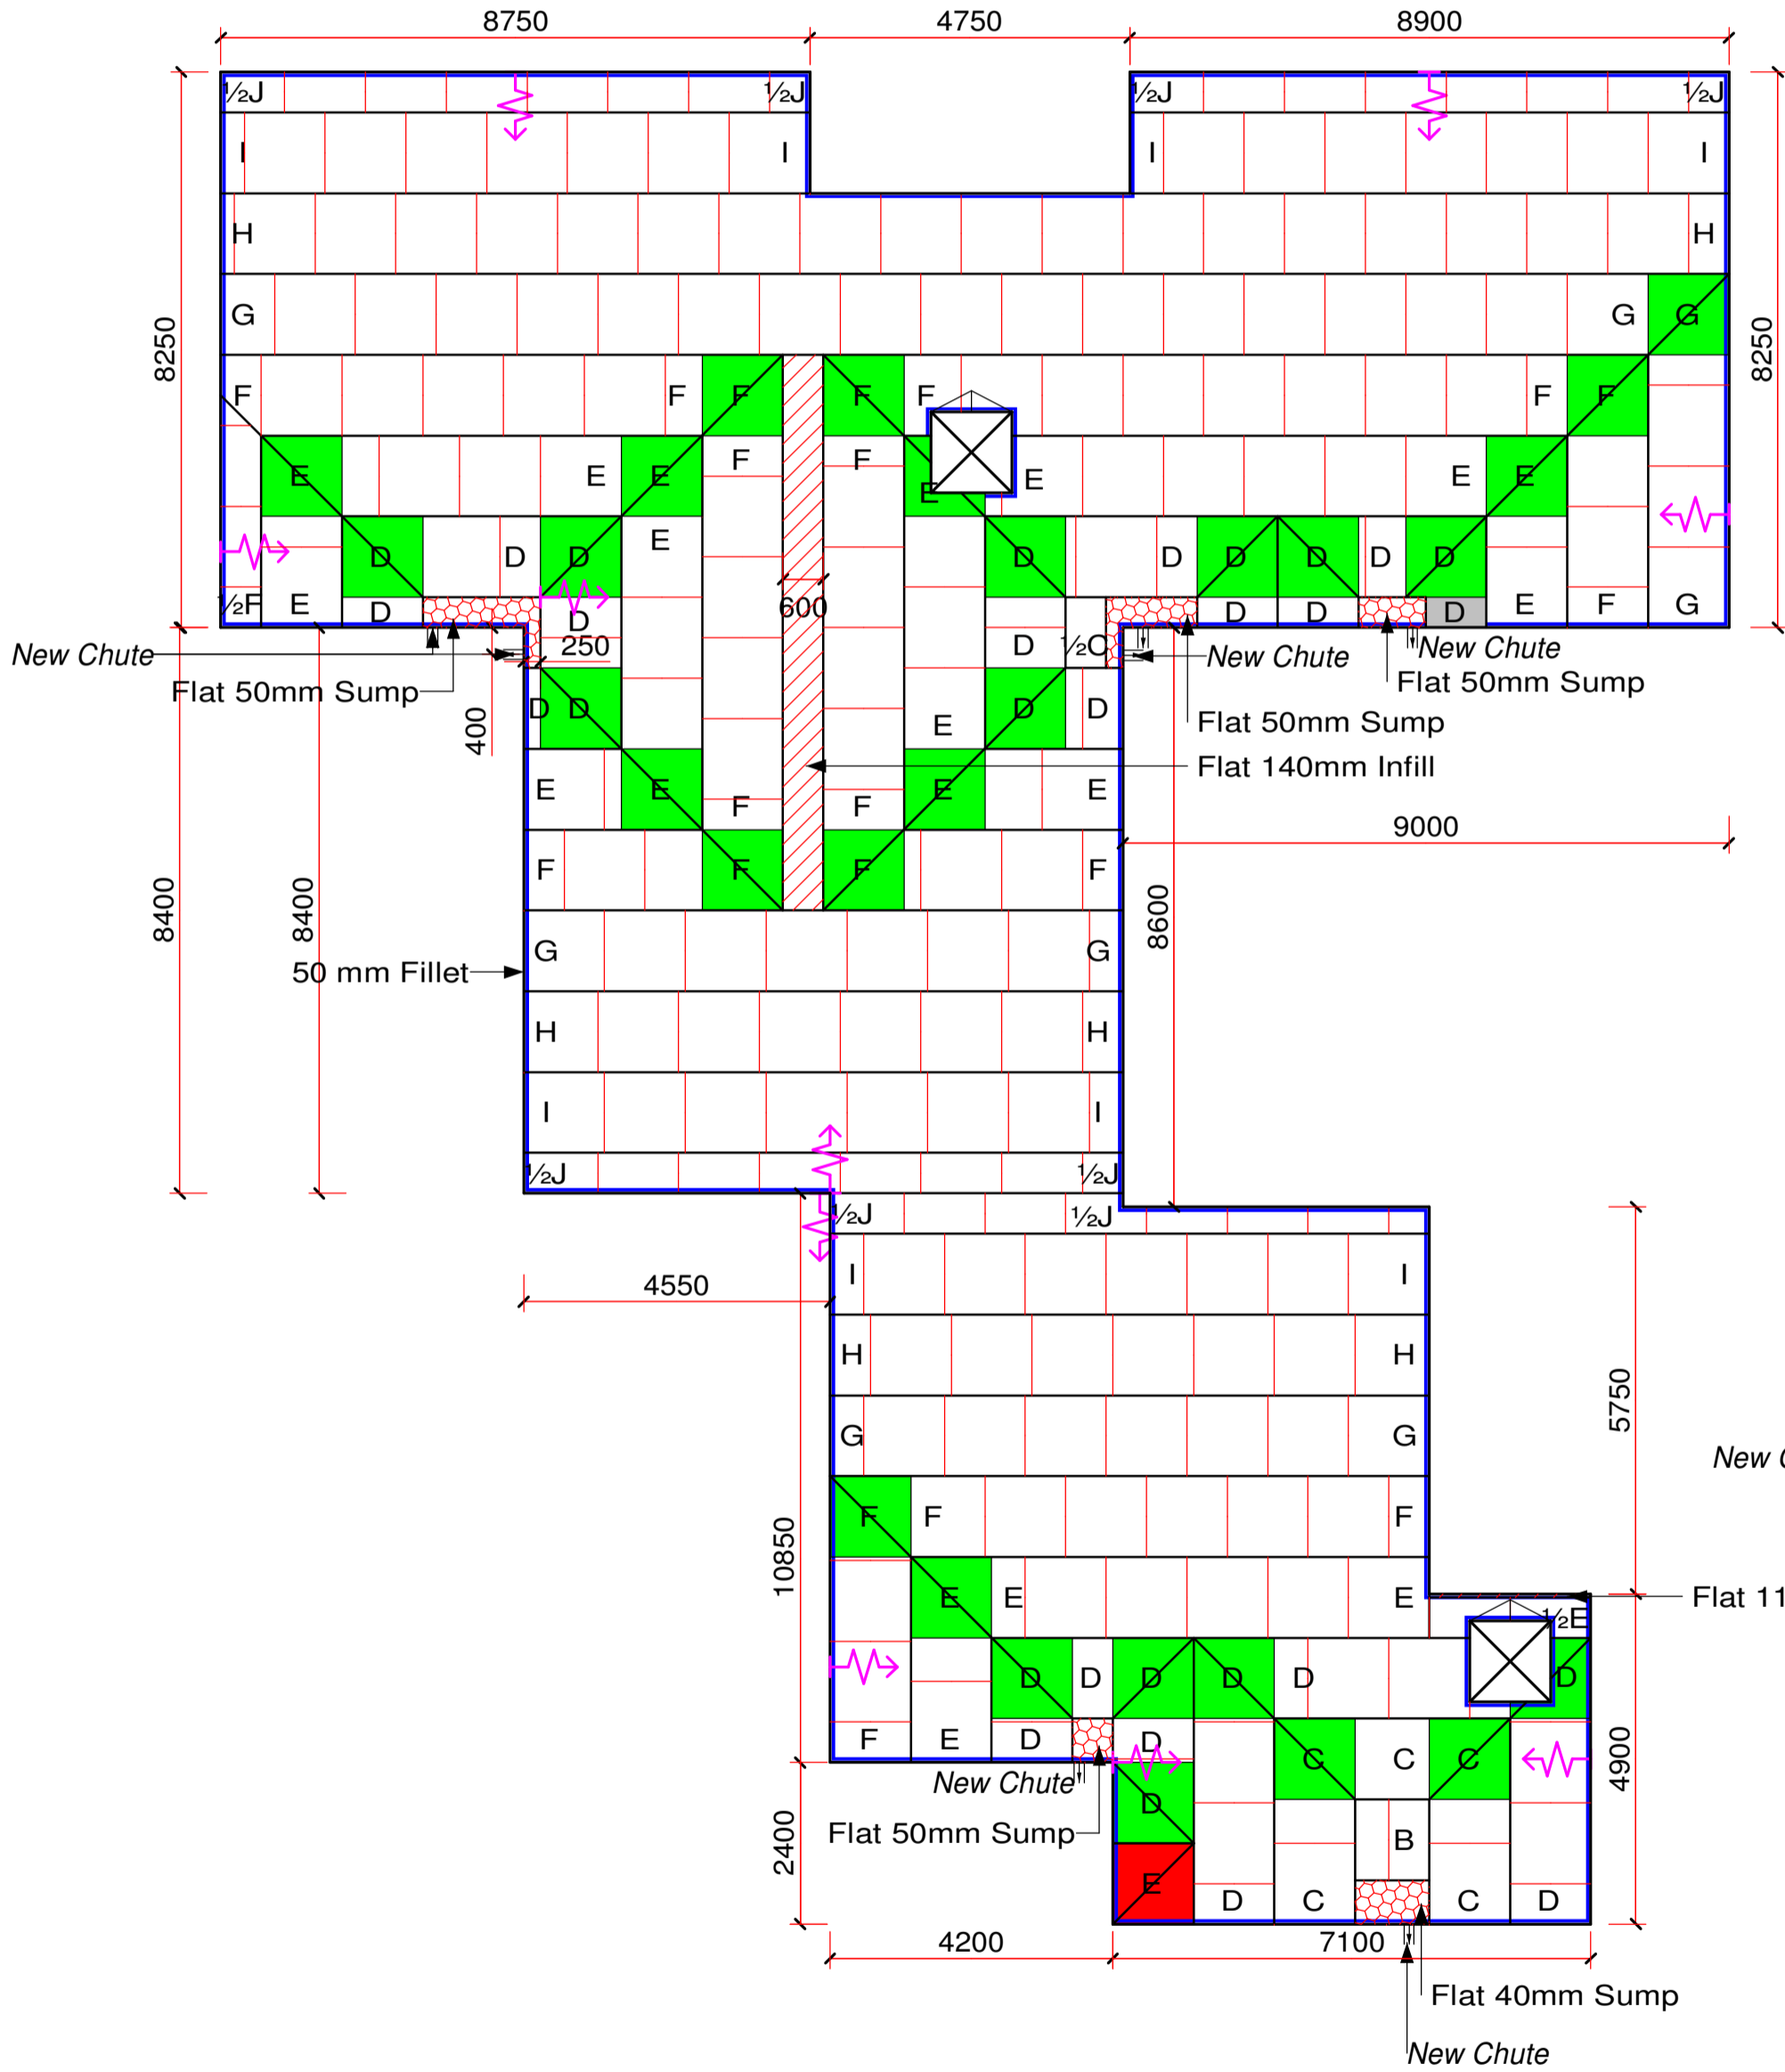 8750 4750 8900
½J ½J ½J ½J
I I I I
H H
G G G
8250 8250
F F F F F F F
E E E F F E E E E
D D D E D D D D D D
½F E D D 600 D D D E F G
New Chute 250 D ½C New Chute New Chute
Flat 50mm Sump Flat 50mm Sump
D D D D
400 E Flat 50mm Sump
Flat 140mm Infill
E E F F E E
9000
F F F F
8400 8400 8600
G G
50 mm Fillet
H H
I I
½J ½J
½J ½J
4550
I I
H H
5750
G G
New
F F F
10850
E E E
Flat 11
½E
D D D D D D
F E D D C C C
New Chute
4900
D
Flat 50mm Sump
2400
B
E D C C D
4200 7100
Flat 40mm Sump
New Chute